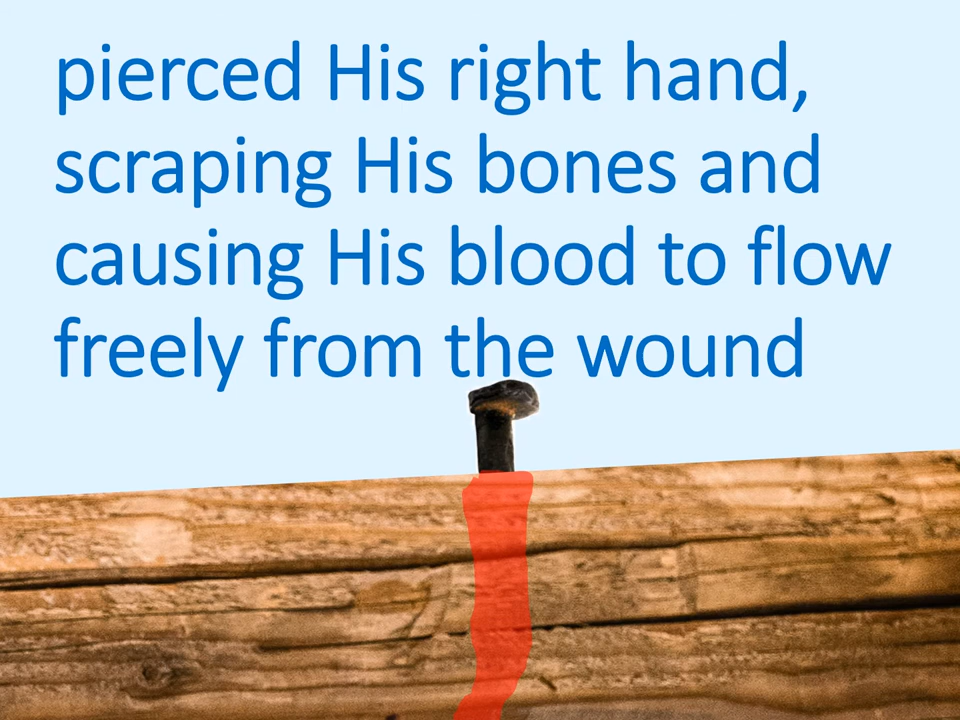 pierced His right hand,
scraping His bones and
causing His blood to flow
freely from the wound